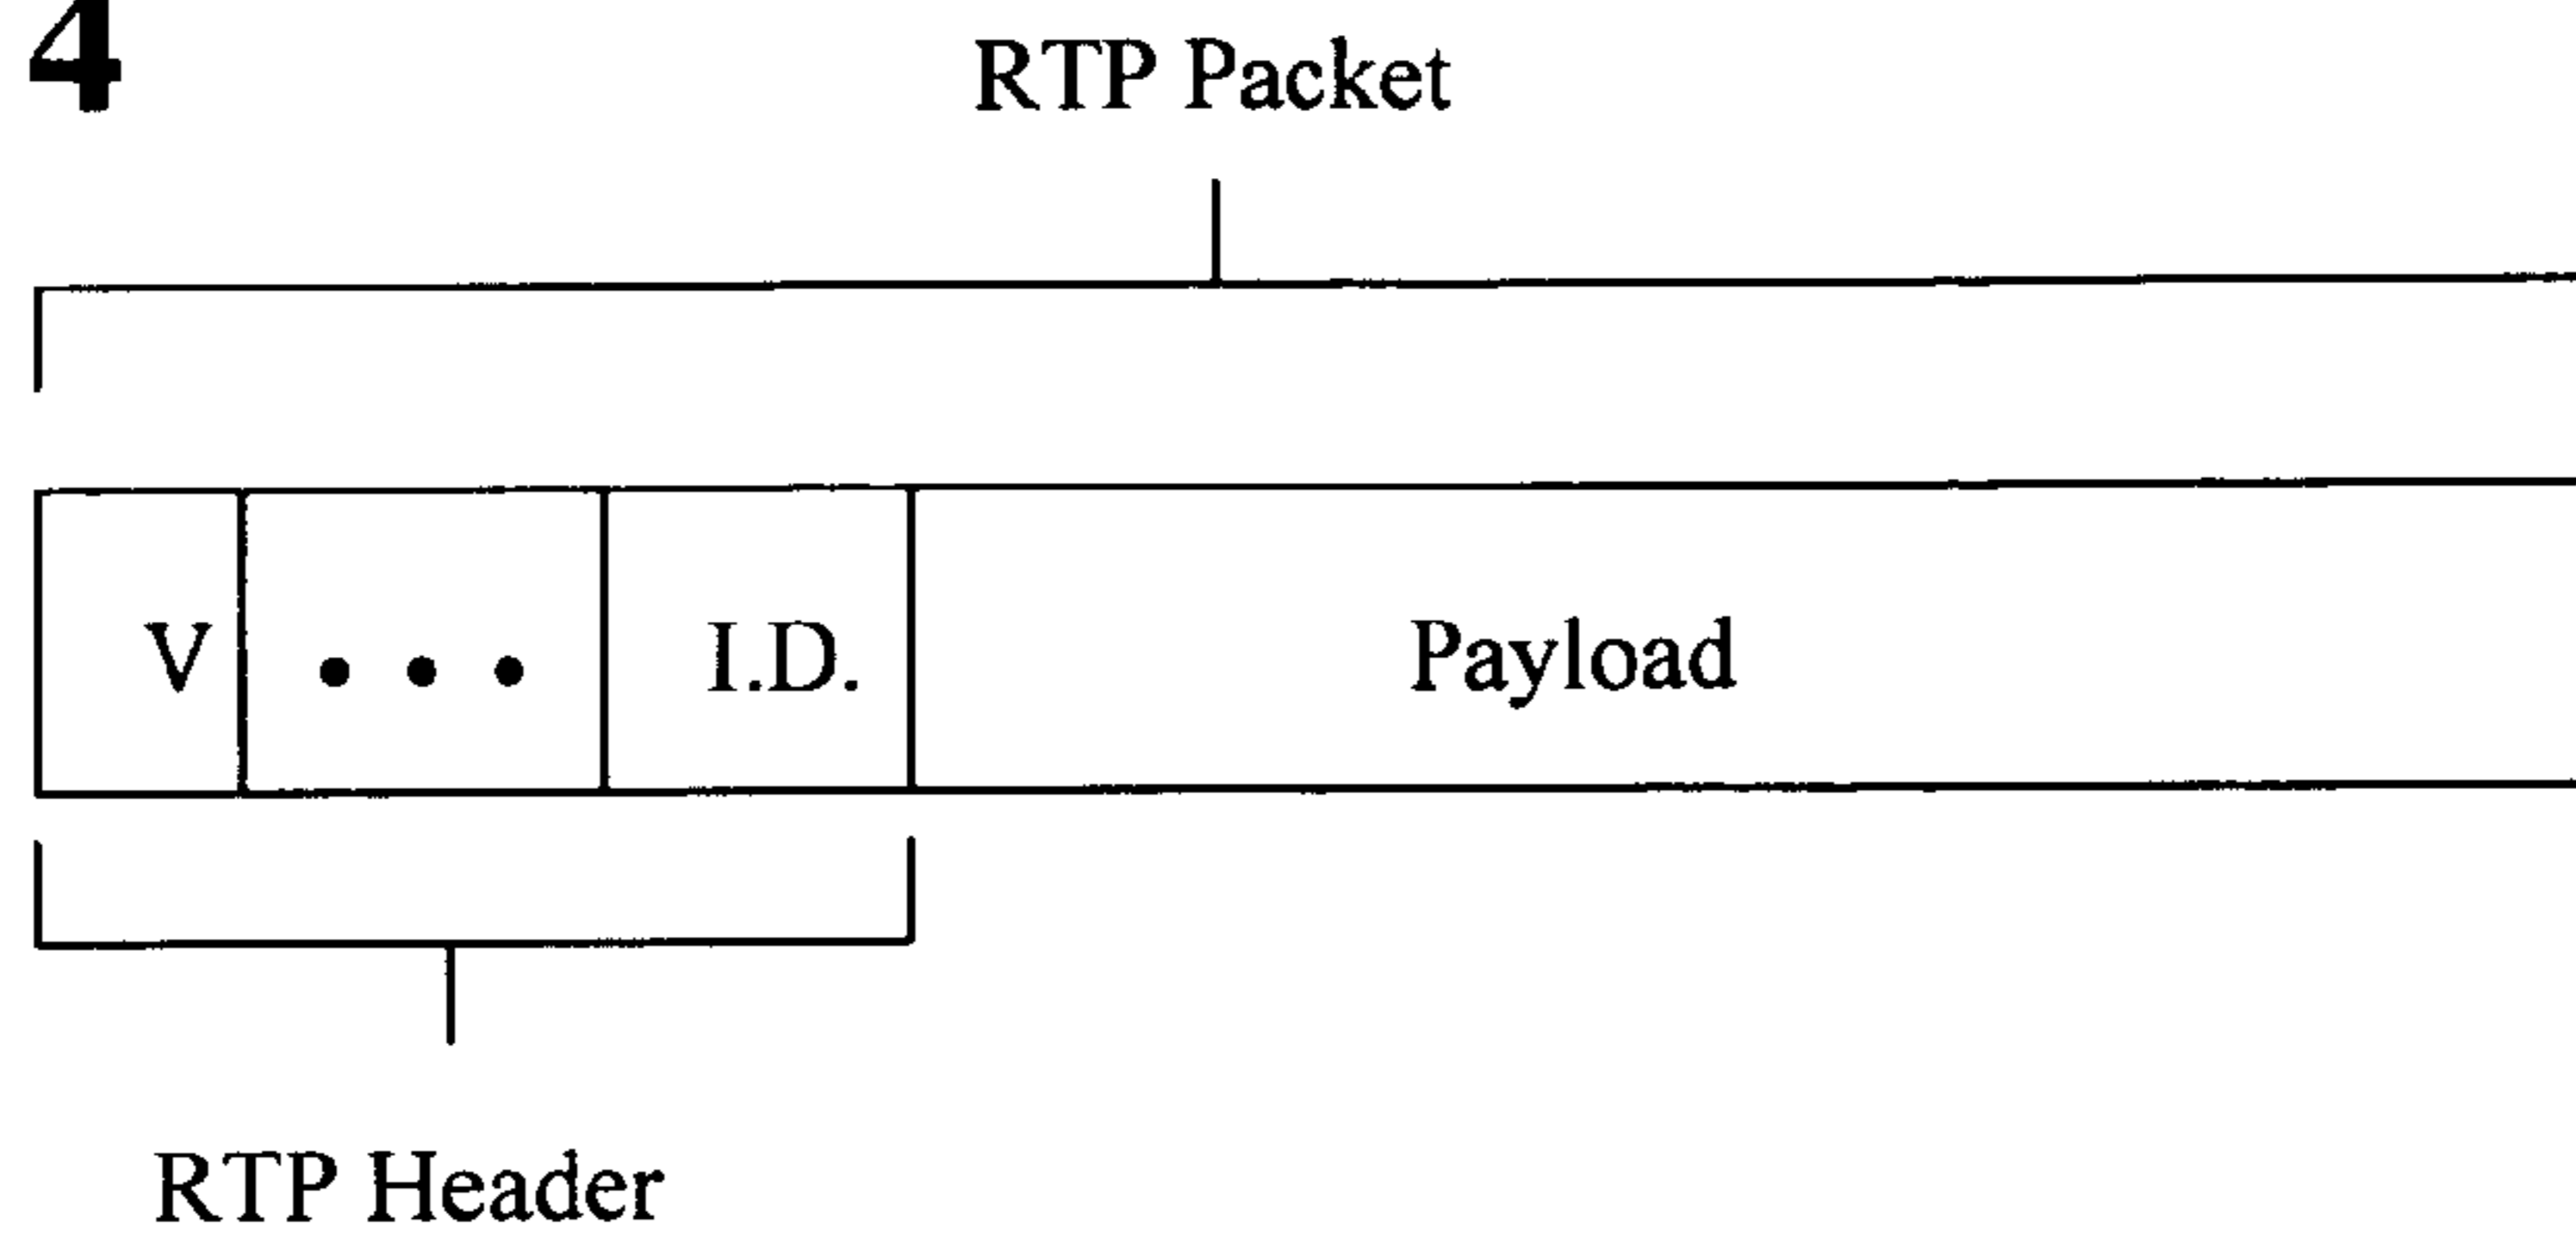 4
RTP Packet
V
• • •
I.D.
Payload
RTP Header